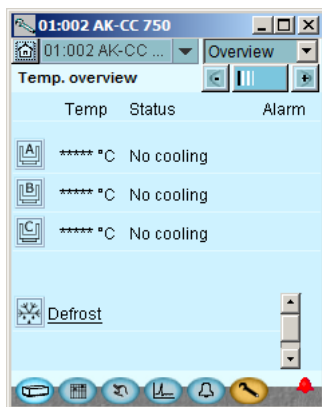 01:002 AK-CC 750
01:002 AK-CC ... Overview
Temp. overview
Temp Status Alarm
A ***** °C No cooling
B ***** °C No cooling
C ***** °C No cooling
Defrost